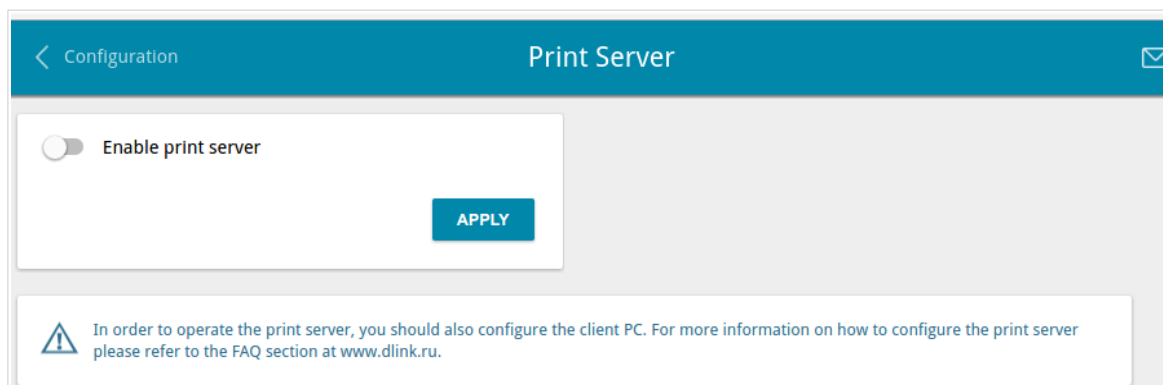 Configuration
Print Server
Enable print server
APPLY
In order to operate the print server, you should also configure the client PC. For more information on how to configure the print server
please refer to the FAQ section at www.dlink.ru.